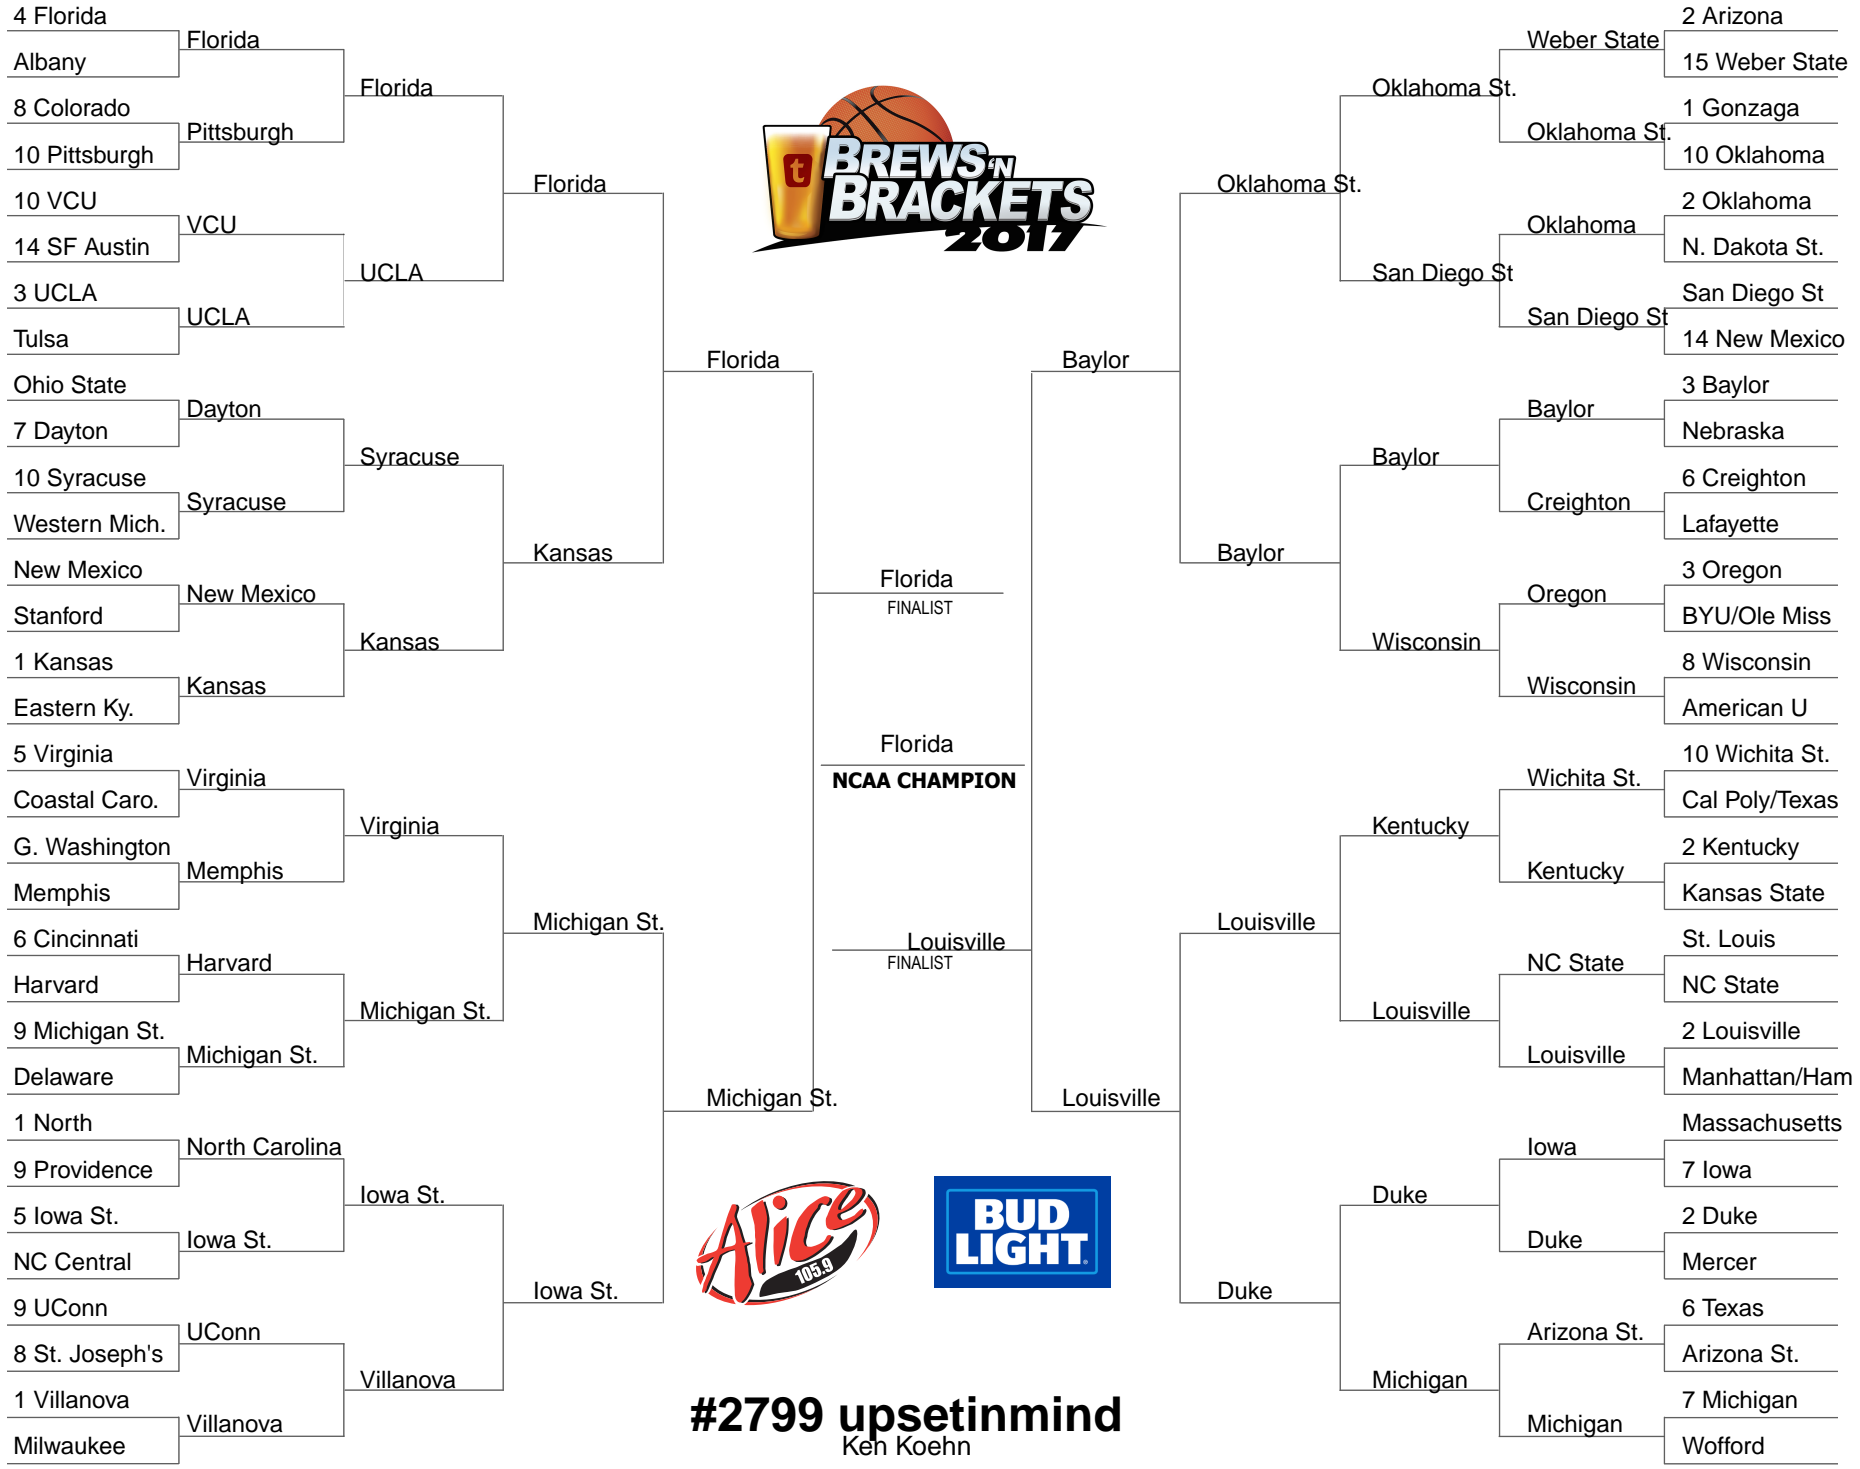 4 Florida
Albany
8 Colorado
10 Pittsburgh
10 VCU
14 SF Austin
3 UCLA
Tulsa
Ohio State
7 Dayton
10 Syracuse
Western Mich.
New Mexico
Stanford
1 Kansas
Eastern Ky.
5 Virginia
Coastal Caro.
G. Washington
Memphis
6 Cincinnati
Harvard
9 Michigan St.
Delaware
1 North
9 Providence
5 Iowa St.
NC Central
9 UConn
8 St. Joseph's
1 Villanova
Milwaukee
Florida
Pittsburgh
VCU
UCLA
Dayton
Syracuse
New Mexico
Kansas
Virginia
Memphis
Harvard
Michigan St.
North Carolina
Iowa St.
UConn
Villanova
Florida
UCLA
Syracuse
Kansas
Virginia
Michigan St.
Iowa St.
Villanova
Florida
Kansas
Michigan St.
Iowa St.
Florida
Michigan St.
t
BREWS 'N
BRACKETS
2017
Florida
FINALIST
Florida
NCAA CHAMPION
Louisville
FINALIST
Alice
105.9
BUD
LIGHT
#2799 upsetinmind
Ken Koehn
Baylor
Louisville
Oklahoma St.
Baylor
Louisville
Duke
Oklahoma St.
San Diego St
Baylor
Wisconsin
Kentucky
Louisville
Duke
Michigan
Weber State
Oklahoma St.
Oklahoma
San Diego St
Baylor
Creighton
Oregon
Wisconsin
Wichita St.
Kentucky
NC State
Louisville
Iowa
Duke
Arizona St.
Michigan
2 Arizona
15 Weber State
1 Gonzaga
10 Oklahoma
2 Oklahoma
N. Dakota St.
San Diego St
14 New Mexico
3 Baylor
Nebraska
6 Creighton
Lafayette
3 Oregon
BYU/Ole Miss
8 Wisconsin
American U
10 Wichita St.
Cal Poly/Texas
2 Kentucky
Kansas State
St. Louis
NC State
2 Louisville
Manhattan/Ham
Massachusetts
7 Iowa
2 Duke
Mercer
6 Texas
Arizona St.
7 Michigan
Wofford